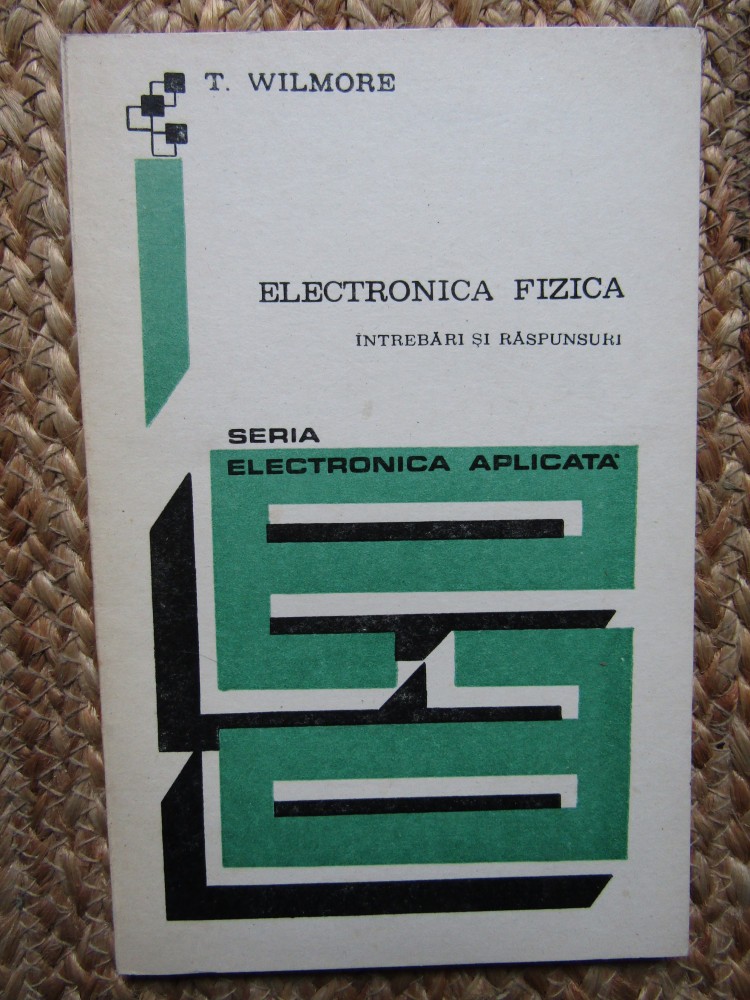 T. WILMORE
ELECTRONICA FIZICA
ÎNTREBĂRI ȘI RĂSPUNSURI
SERIA
ELECTRONICA APLICATĂ